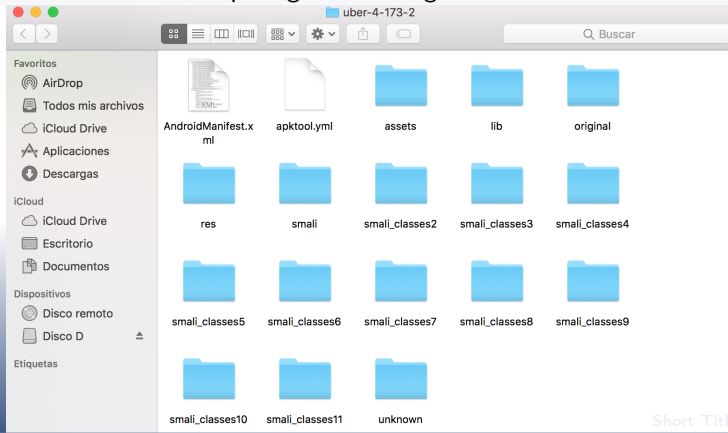 uber-4-173-2
Buscar
Favoritos
AirDrop
Todos mis archivos
iCloud Drive
Aplicaciones
Descargas
iCloud
iCloud Drive
Escritorio
Documentos
Dispositivos
Disco remoto
Disco D
Etiquetas
XML
AndroidManifest.x
ml
apktool.yml
assets
lib
original
res
smali
smali_classes2
smali_classes3
smali_classes4
smali_classes5
smali_classes6
smali_classes7
smali_classes8
smali_classes9
smali_classes10
smali_classes11
unknown
Short